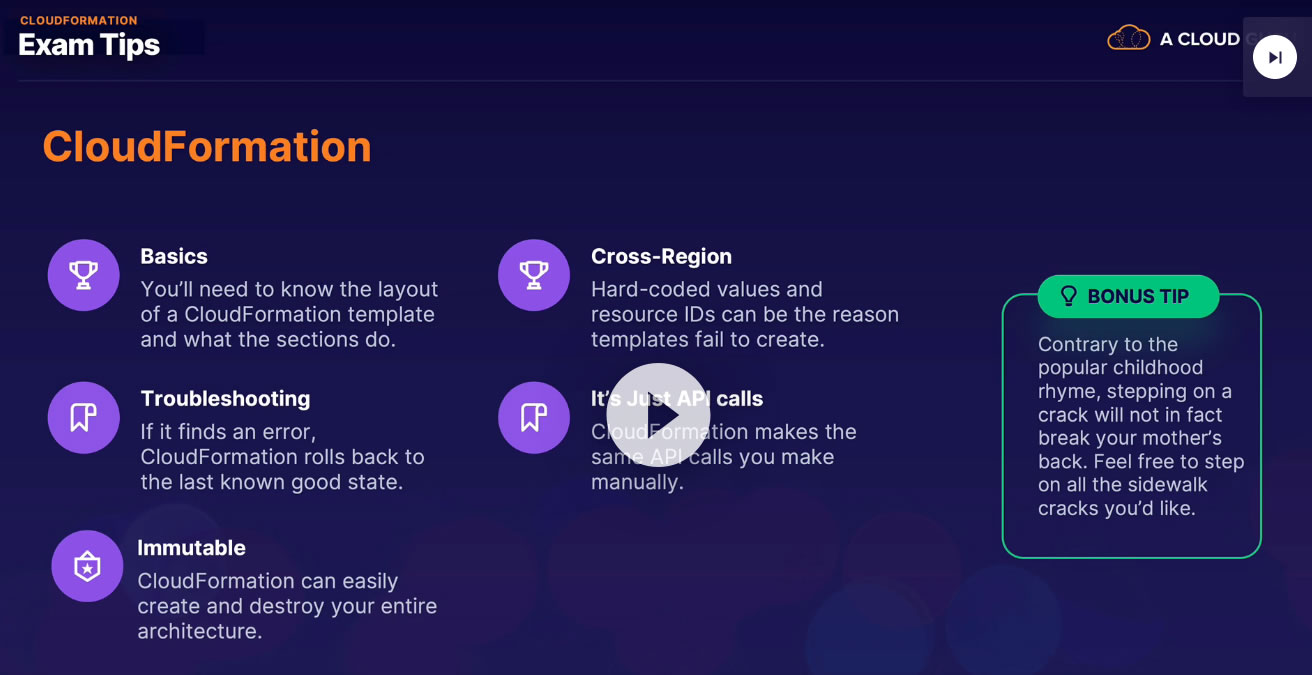 CLOUDFORMATION
Exam Tips
A CLOUD
CloudFormation
Basics
You'll need to know the layout
of a CloudFormation template
and what the sections do.
Cross-Region
Hard-coded values and
resource IDs can be the reason
templates fail to create.
Troubleshooting
If it finds an error,
CloudFormation rolls back to
the last known good state.
It's Just API calls
CloudFormation makes the
same API calls you make
manually.
Immutable
CloudFormation can easily
create and destroy your entire
architecture.
BONUS TIP
Contrary to the
popular childhood
rhyme, stepping on a
crack will not in fact
break your mother's
back. Feel free to step
on all the sidewalk
cracks you'd like.